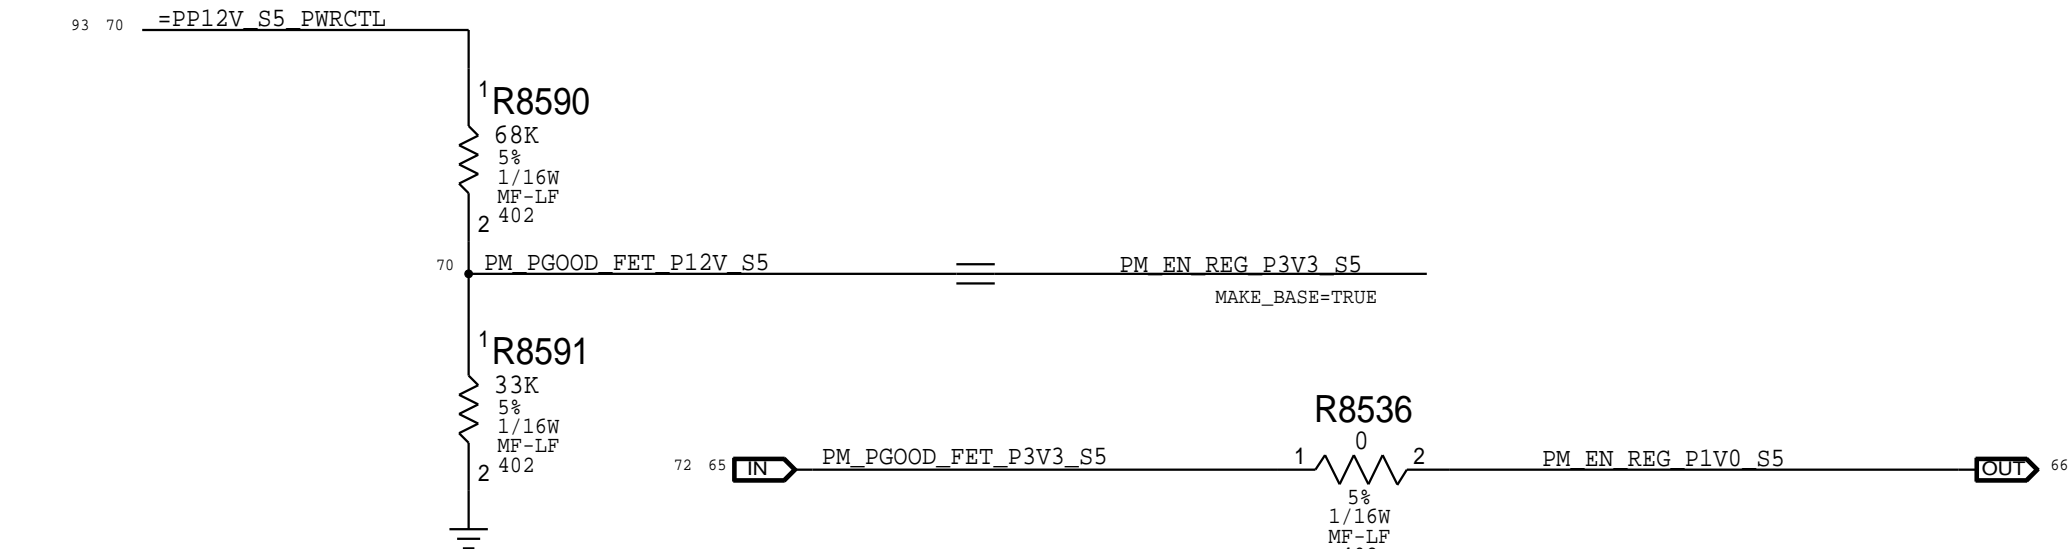 93 70 =PP12V_S5_PWRCTL
1
R8590
68K
5%
1/16W
MF-LF
402
2
70 PM_PGOOD_FET_P12V_S5
PM_EN_REG_P3V3_S5
MAKE_BASE=TRUE
1
R8591
33K
5%
1/16W
MF-LF
402
2
72 65 IN PM_PGOOD_FET_P3V3_S5
R8536
0
1
2
5%
1/16W
MF-LF
PM_EN_REG_P1V0_S5
OUT 66